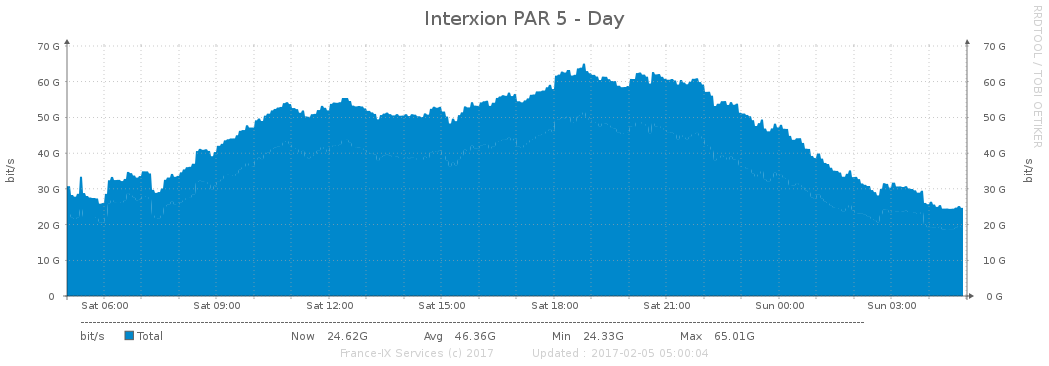 Interxion PAR 5 - Day
RRDTOOL / TOBI OETIKER
70 G 70 G
60 G 60 G
50 G 50 G
40 G 40 G
bit/s bit/s
30 G 30 G
20 G 20 G
10 G 10 G
0 0 G
Sat 06:00 Sat 09:00 Sat 12:00 Sat 15:00 Sat 18:00 Sat 21:00 Sun 00:00 Sun 03:00
bit/s Total Now 24.62G Avg 46.36G Min 24.33G Max 65.01G
France-IX Services (c) 2017 Updated : 2017-02-05 05:00:04